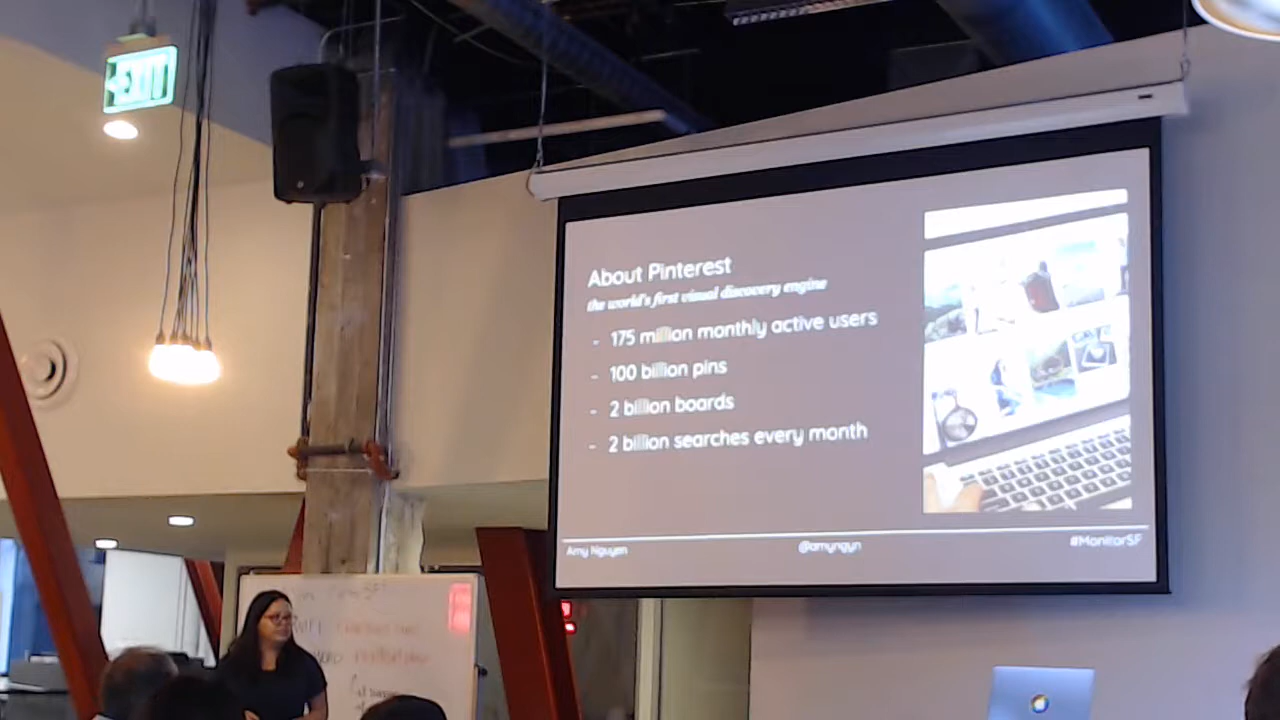 EXIT
About Pinterest
the world's first visual discovery engine
- 175 million monthly active users
- 100 billion pins
- 2 billion boards
- 2 billion searches every month
Amy Nguyen @amyngyn #MonitorSF